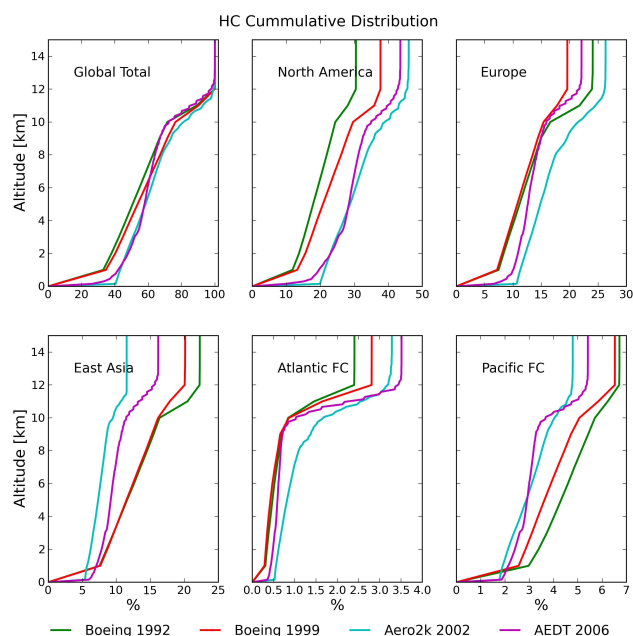 HC Cummulative Distribution
Altitude [km]
14
12
10
8
6
4
2
0
Global Total
0 20 40 60 80 100
North America
0 10 20 30 40 50
Europe
0 5 10 15 20 25 30
Altitude [km]
14
12
10
8
6
4
2
0
East Asia
0 5 10 15 20 25
%
Atlantic FC
0.0 0.5 1.0 1.5 2.0 2.5 3.0 3.5 4.0
%
Pacific FC
0 1 2 3 4 5 6 7
%
Boeing 1992 Boeing 1999 Aero2k 2002 AEDT 2006